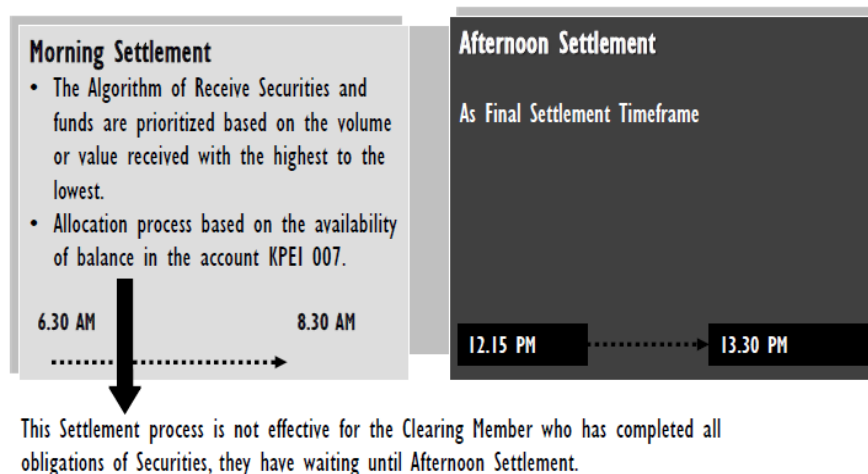 Morning Settlement
• The Algorithm of Receive Securities and
funds are prioritized based on the volume
or value received with the highest to the
lowest.
• Allocation process based on the availability
of balance in the account KPEI 007.
6.30 AM
8.30 AM
Afternoon Settlement
As Final Settlement Timeframe
12.15 PM
13.30 PM
This Settlement process is not effective for the Clearing Member who has completed all
obligations of Securities, they have waiting until Afternoon Settlement.